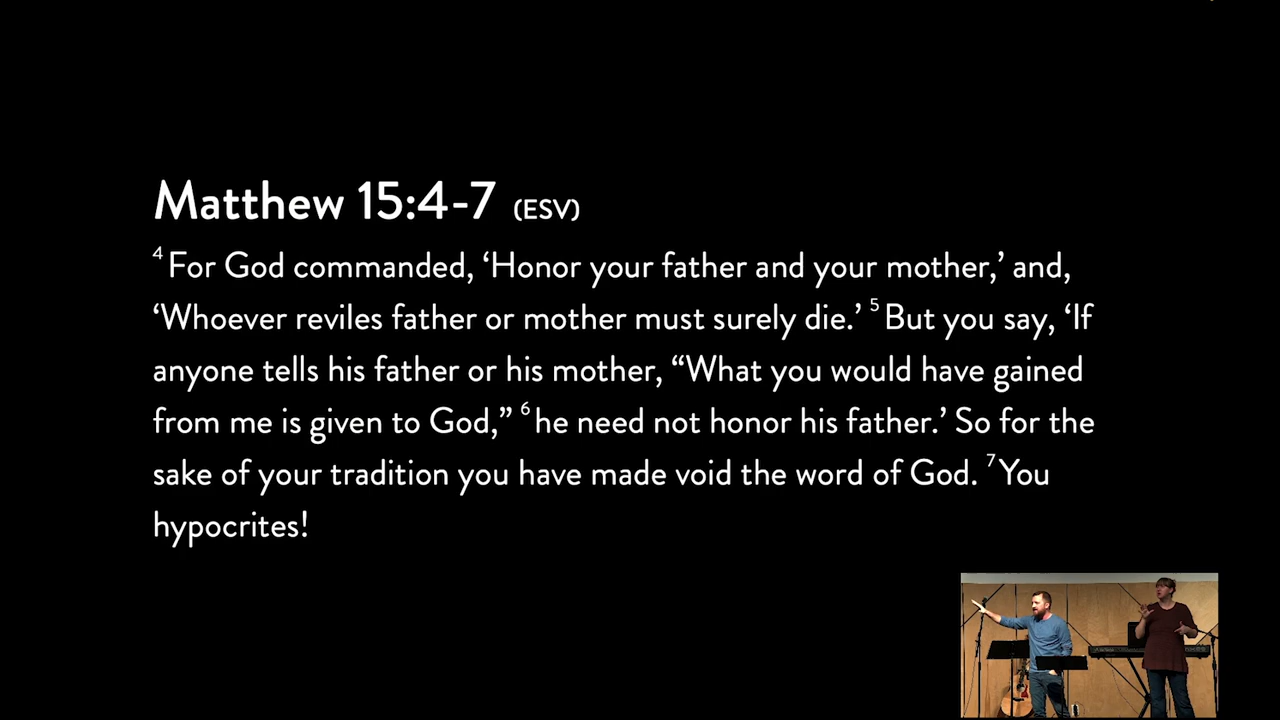 Matthew 15:4-7 (ESV)
4 For God commanded, ‘Honor your father and your mother,’ and,
‘Whoever reviles father or mother must surely die.’ 5 But you say, ‘If
anyone tells his father or his mother, “What you would have gained
from me is given to God,” 6 he need not honor his father.’ So for the
sake of your tradition you have made void the word of God. 7 You
hypocrites!